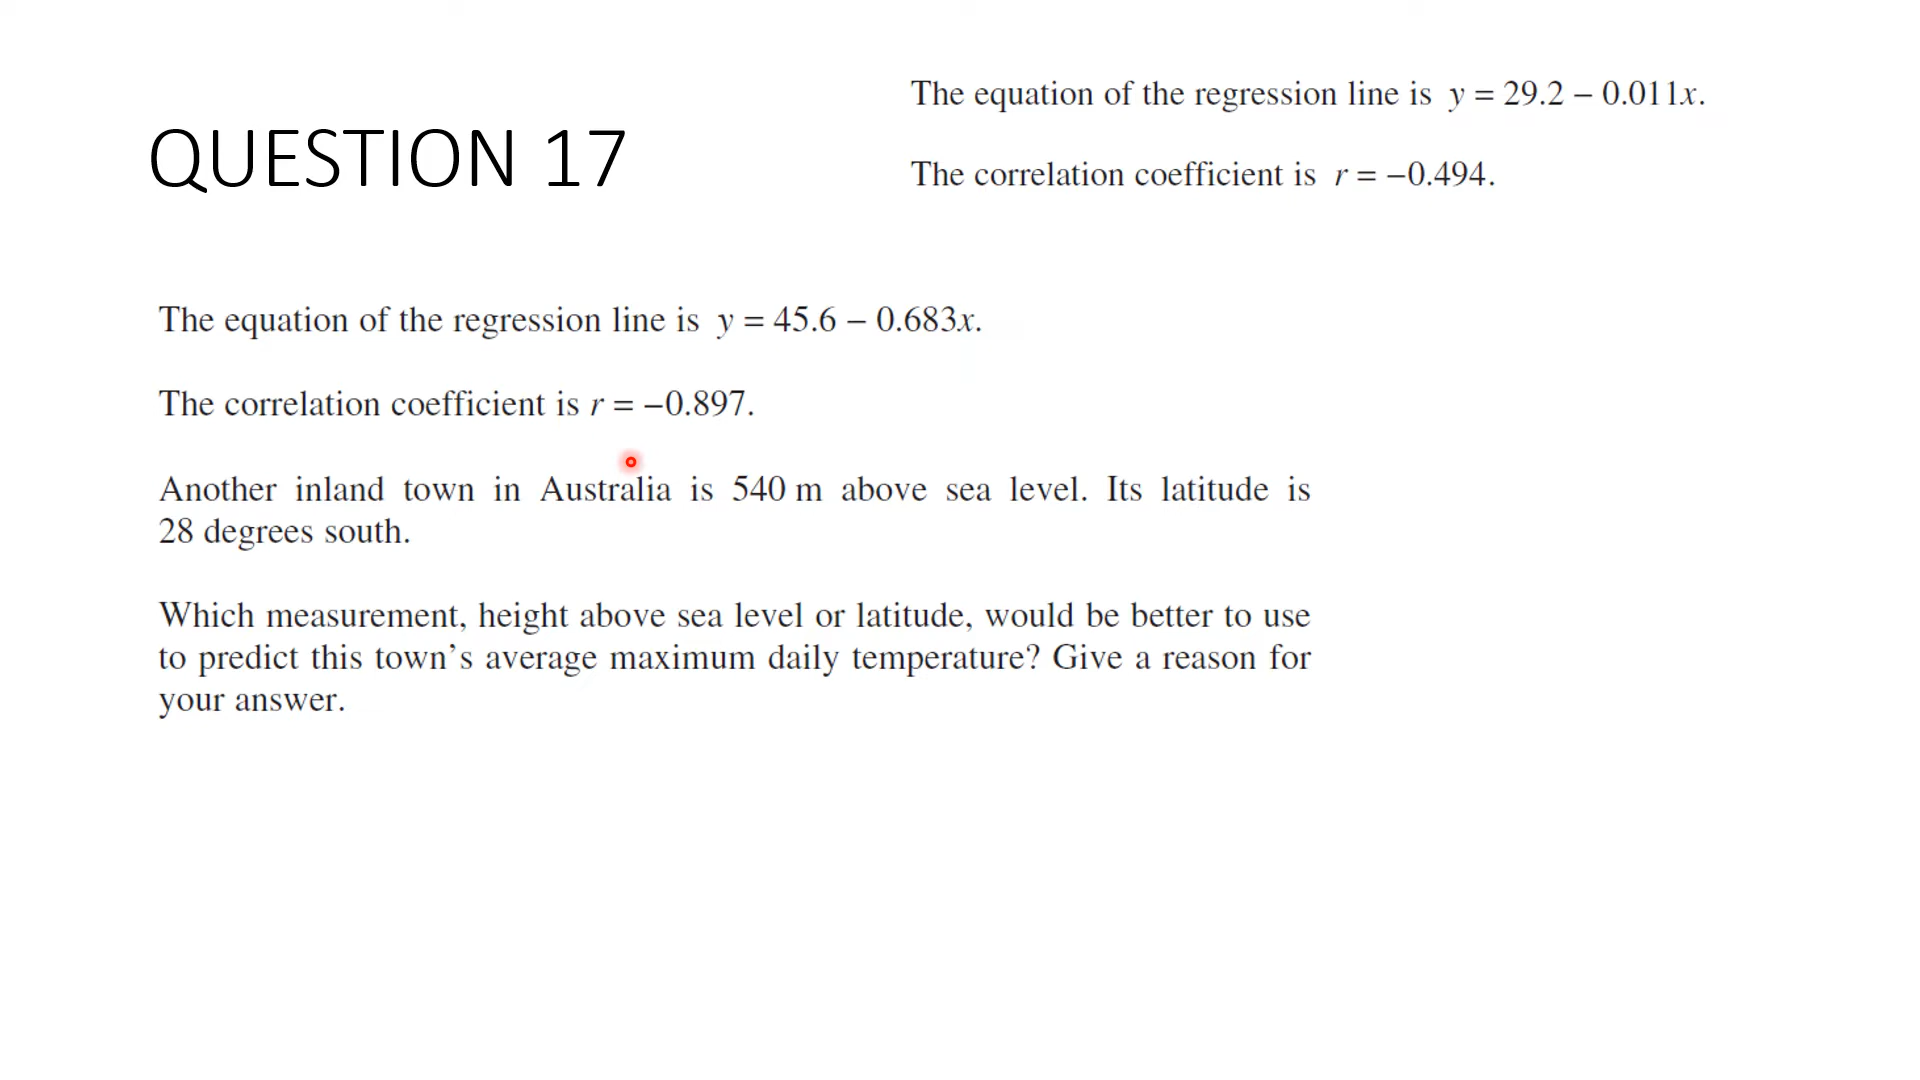 QUESTION 17
The equation of the regression line is y = 29.2 − 0.011x.
The correlation coefficient is r = −0.494.
The equation of the regression line is y = 45.6 − 0.683x.
The correlation coefficient is r = −0.897.
Another inland town in Australia is 540 m above sea level. Its latitude is
28 degrees south.
Which measurement, height above sea level or latitude, would be better to use
to predict this town’s average maximum daily temperature? Give a reason for
your answer.